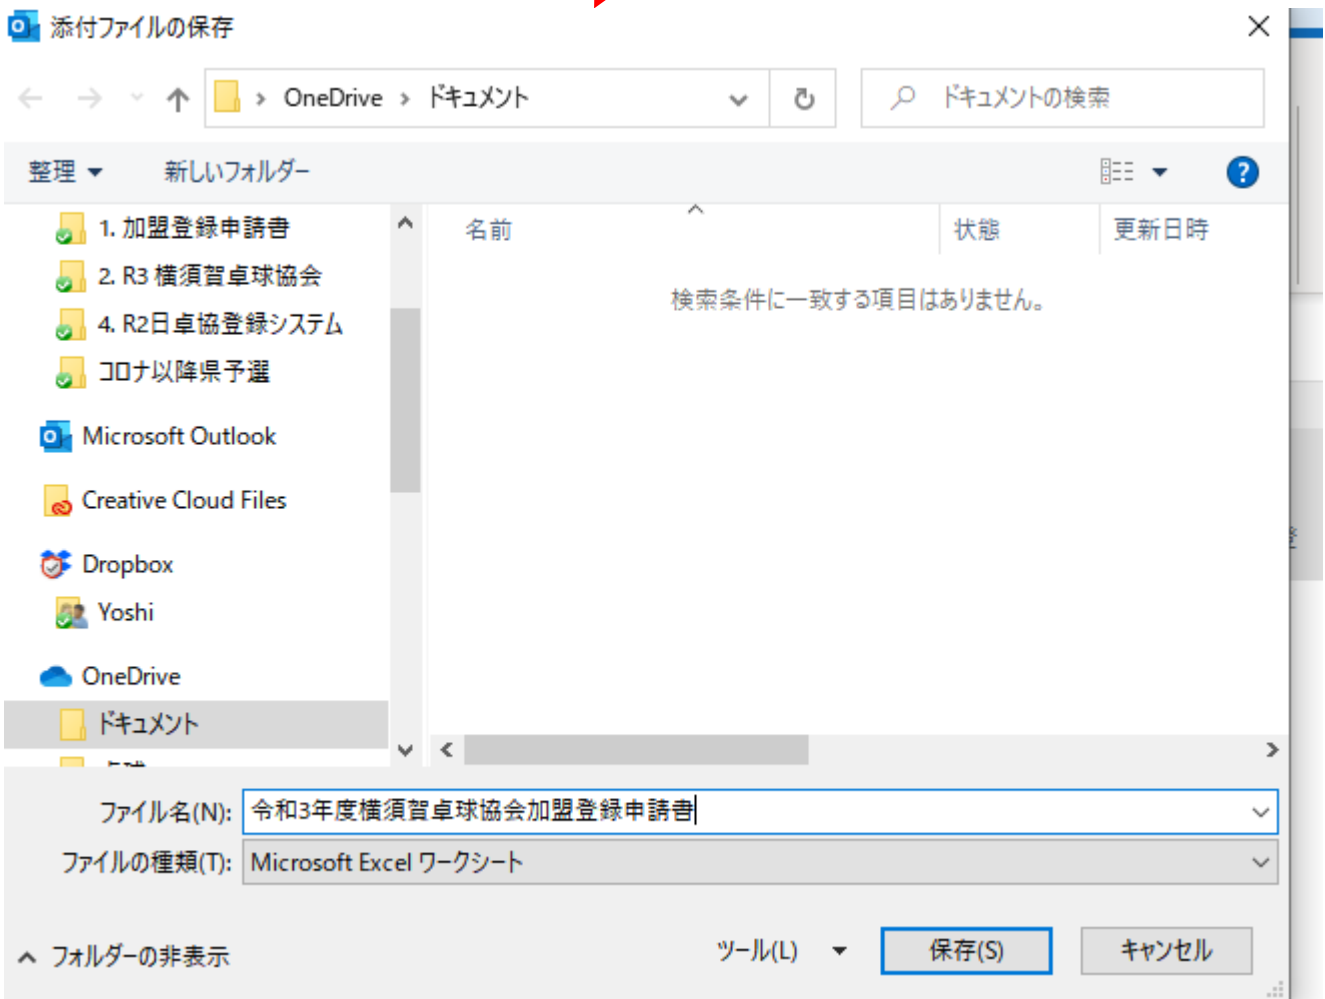 添付ファイルの保存
OneDrive > ドキュメント
ドキュメントの検索
整理
新しいフォルダー
1. 加盟登録申請書
2. R3 横須賀卓球協会
4. R2日卓協登録システム
コロナ以降県予選
Microsoft Outlook
Creative Cloud Files
Dropbox
Yoshi
OneDrive
ドキュメント
名前
状態
更新日時
検索条件に一致する項目はありません。
ファイル名(N): 令和3年度横須賀卓球協会加盟登録申請書
ファイルの種類(T): Microsoft Excel ワークシート
フォルダーの非表示
ツール(L)
保存(S)
キャンセル